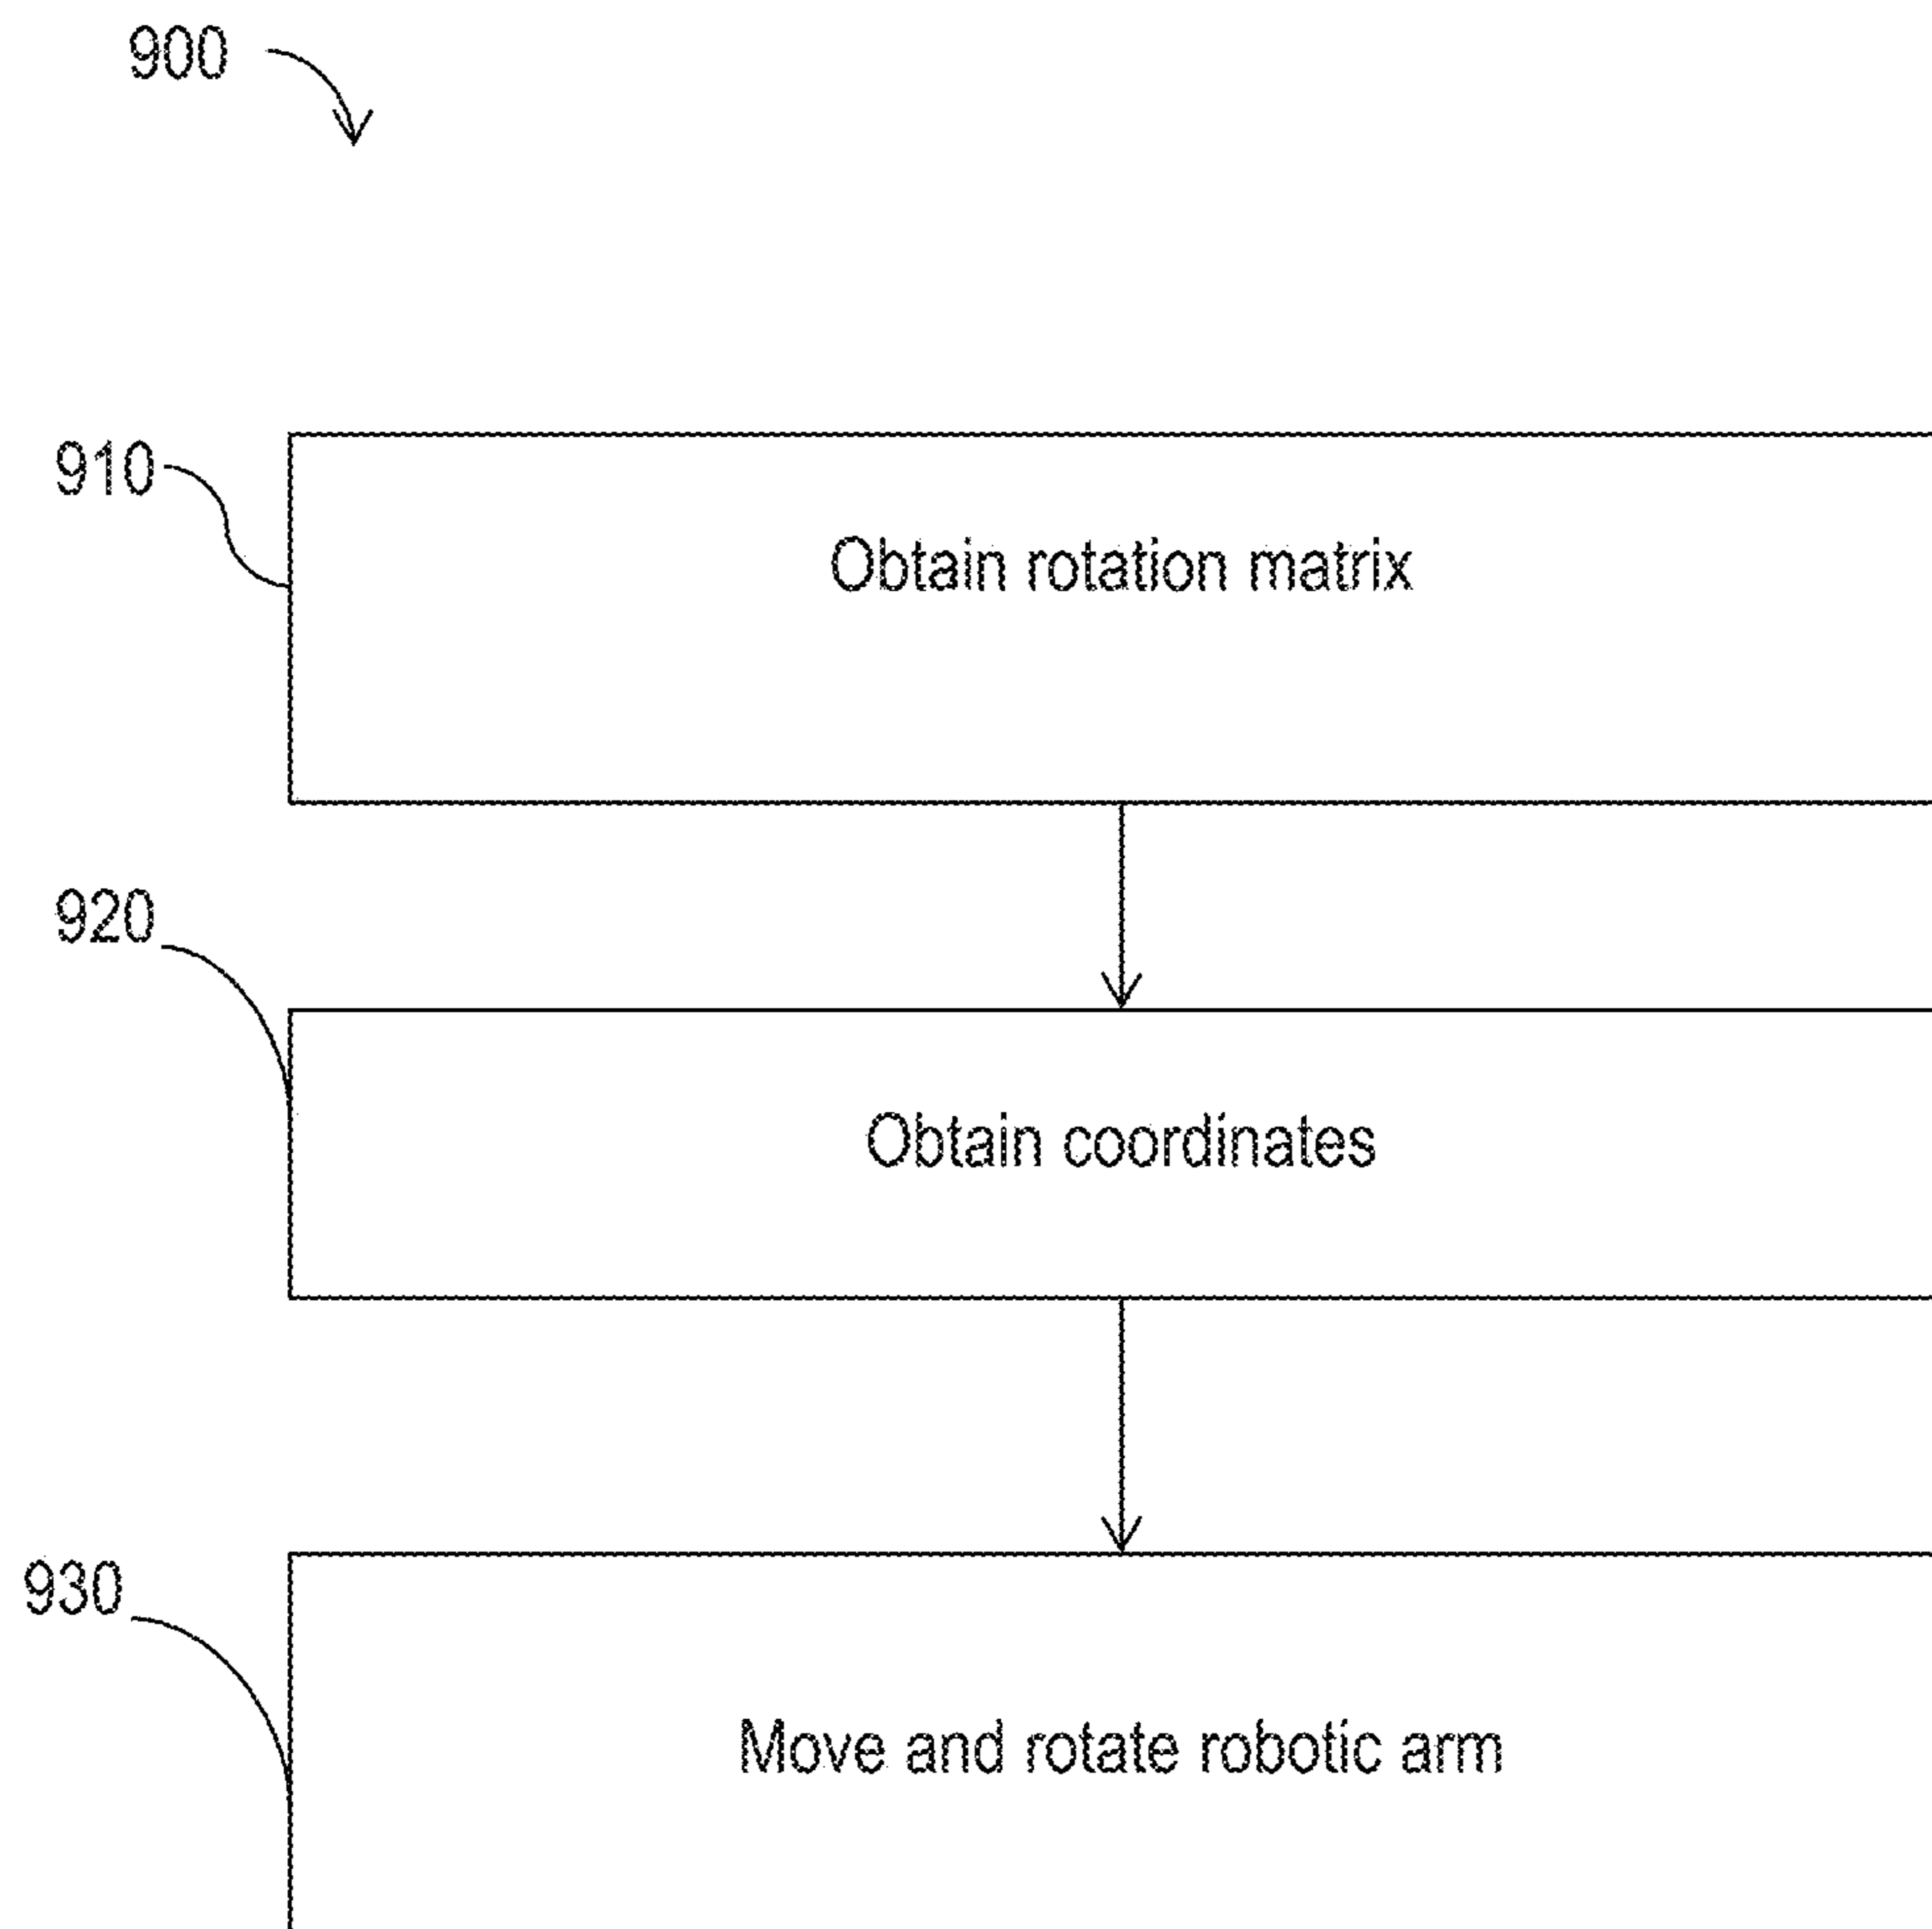 900
910
Obtain rotation matrix
920
Obtain coordinates
930
Move and rotate robotic arm